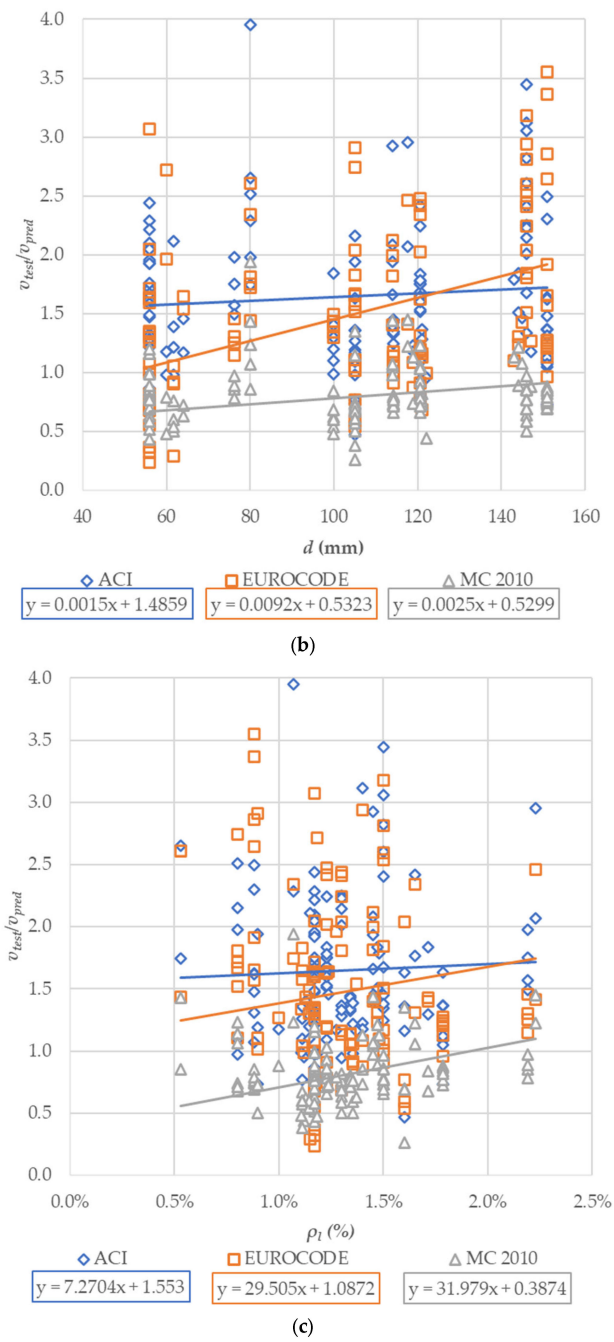 4.0
3.5
3.0
2.5
2.0
1.5
1.0
0.5
0.0
v_test/v_pred
40 60 80 100 120 140 160
d (mm)
ACI EUROCODE MC 2010
y = 0.0015x + 1.4859 y = 0.0092x + 0.5323 y = 0.0025x + 0.5299
(b)
4.0
3.5
3.0
2.5
2.0
1.5
1.0
0.5
0.0
v_test/v_pred
0.0% 0.5% 1.0% 1.5% 2.0% 2.5%
ρ_l (%)
ACI EUROCODE MC 2010
y = 7.2704x + 1.553 y = 29.505x + 1.0872 y = 31.979x + 0.3874
(c)